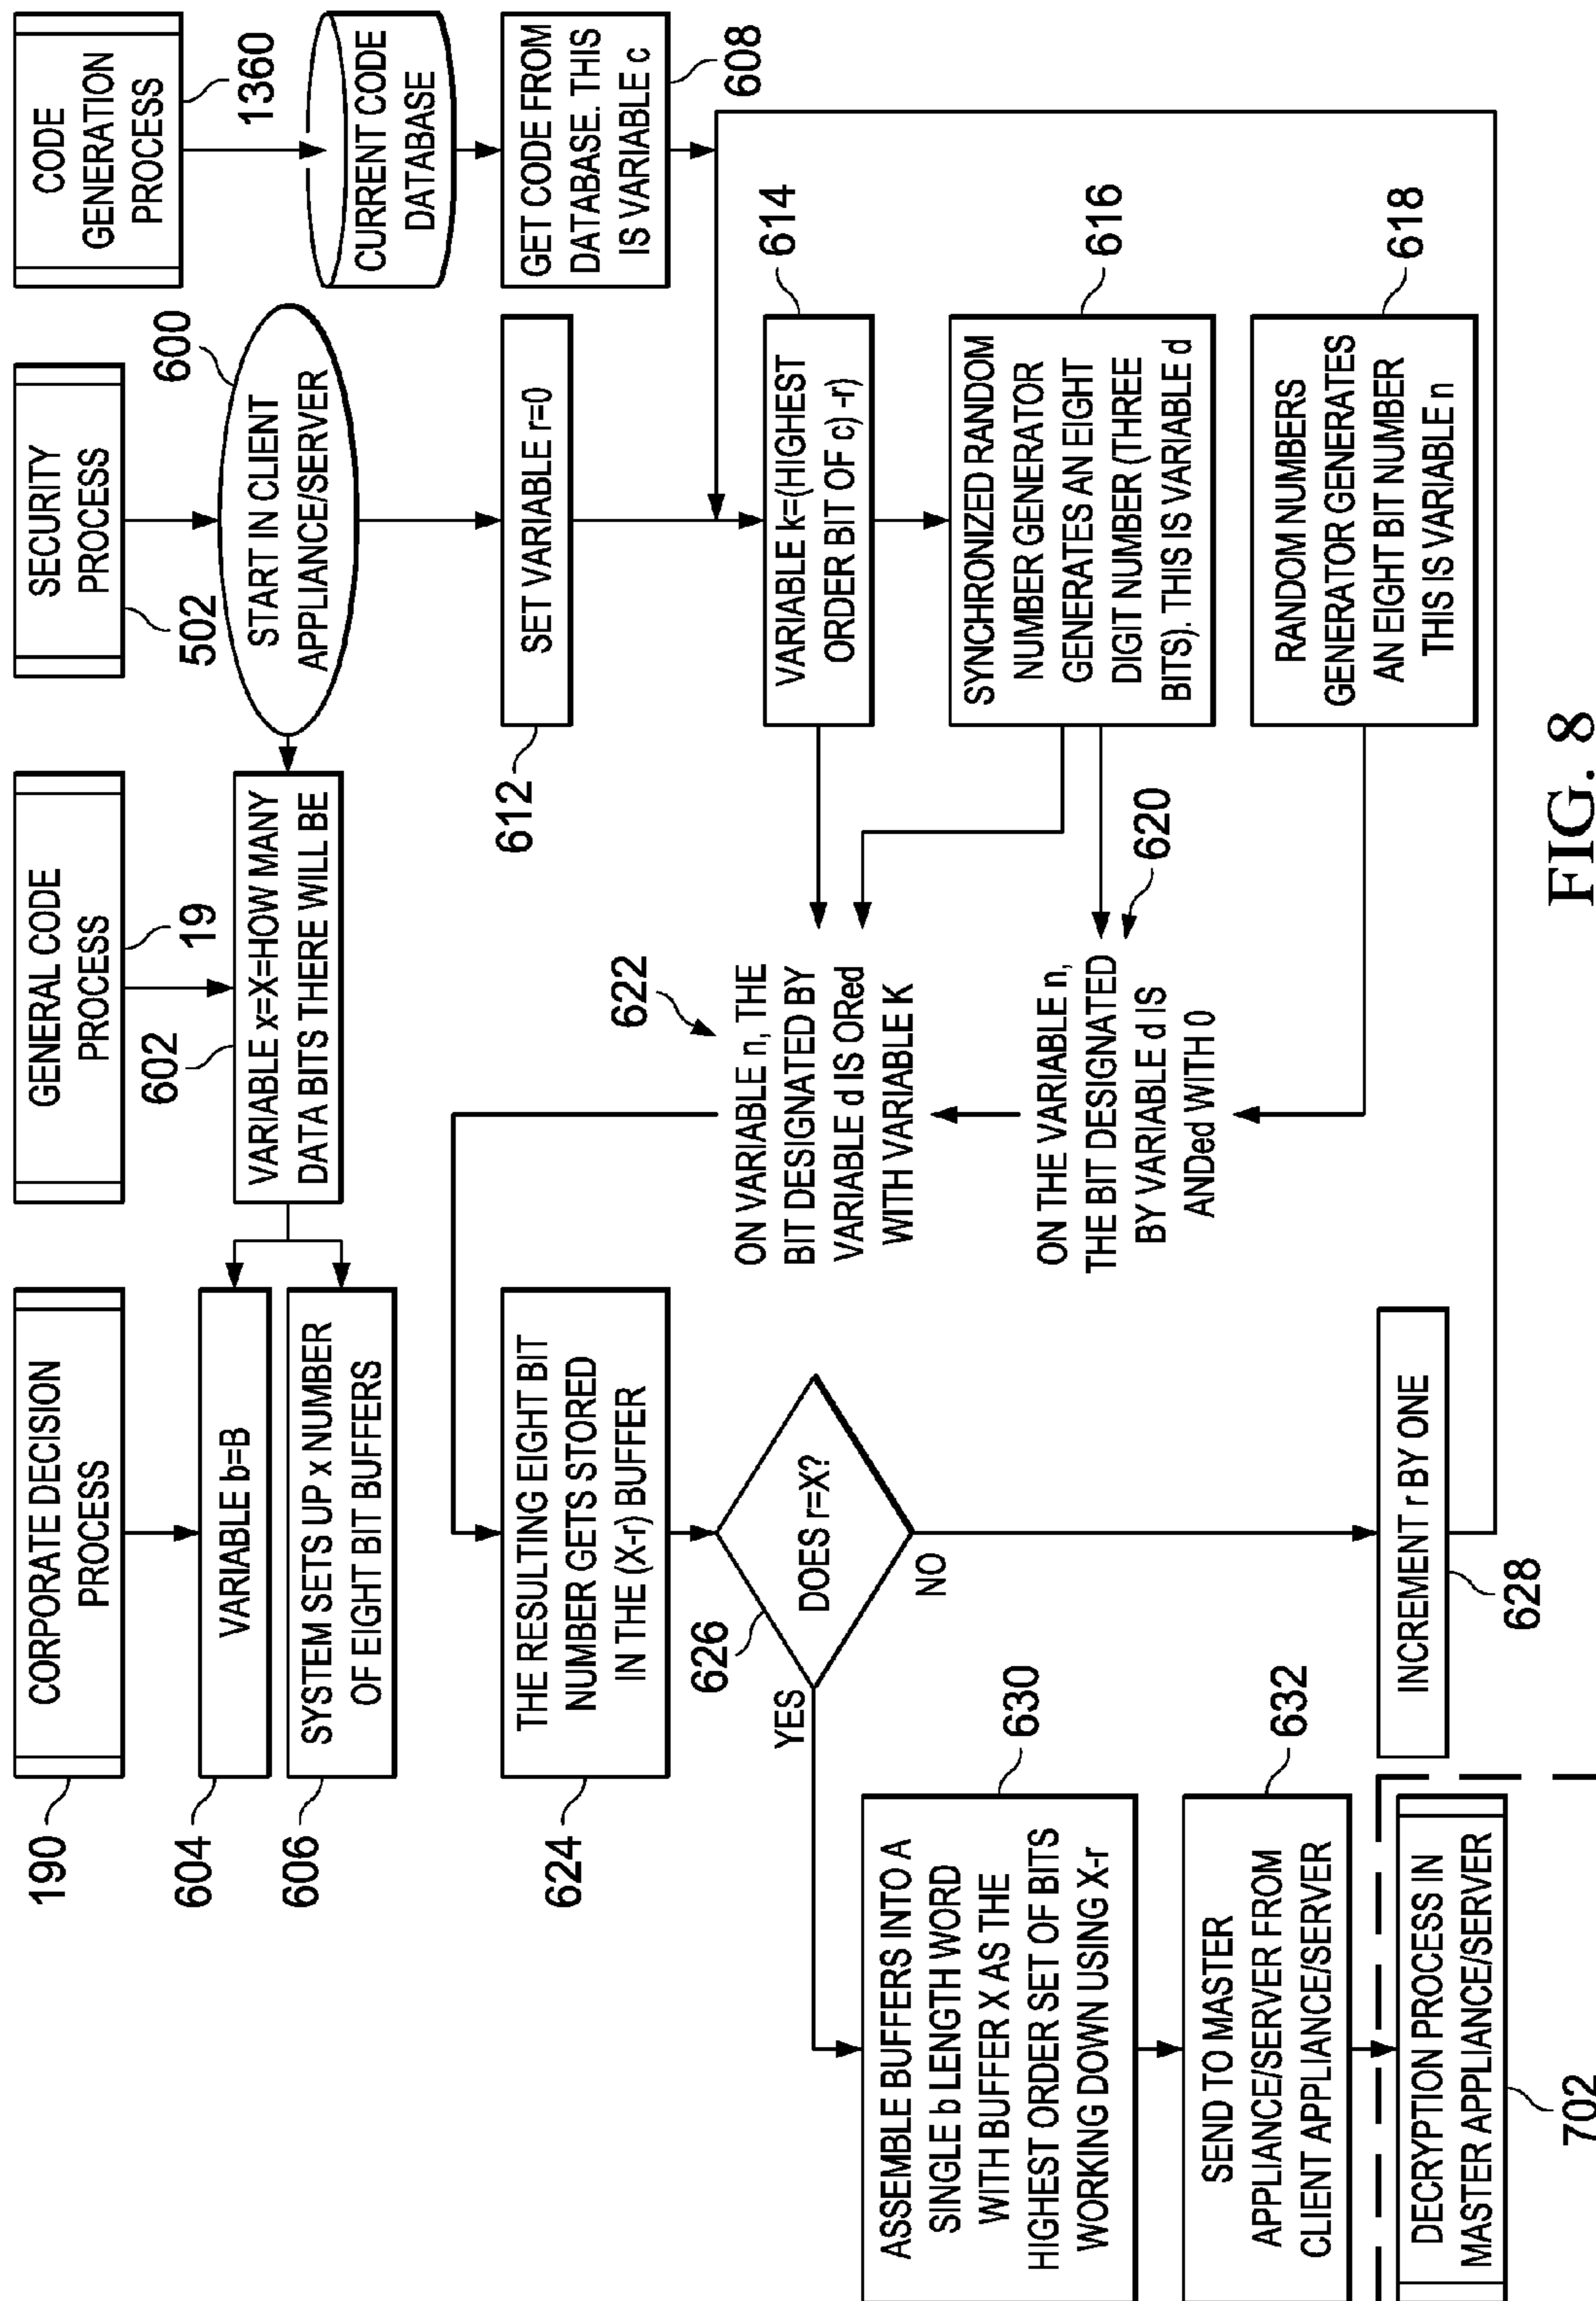 CORPORATE DECISION
PROCESS
190
GENERAL CODE
PROCESS
19
SECURITY
PROCESS
502
CODE
GENERATION
PROCESS
1360
VARIABLE b=B
604
SYSTEM SETS UP x NUMBER
OF EIGHT BIT BUFFERS
606
602
VARIABLE x=X=HOW MANY
DATA BITS THERE WILL BE
600
START IN CLIENT
APPLIANCE/SERVER
CURRENT CODE
DATABASE
THE RESULTING EIGHT BIT
NUMBER GETS STORED
IN THE (X-r) BUFFER
624
SET VARIABLE r=0
612
GET CODE FROM
DATABASE. THIS
IS VARIABLE c
608
626
DOES r=X?
YES
NO
622
ON VARIABLE n, THE
BIT DESIGNATED BY
VARIABLE d IS ORed
WITH VARIABLE K
VARIABLE k=(HIGHEST
ORDER BIT OF c) -r)
614
ASSEMBLE BUFFERS INTO A
SINGLE b LENGTH WORD
WITH BUFFER X AS THE
HIGHEST ORDER SET OF BITS
WORKING DOWN USING X-r
630
ON THE VARIABLE n,
THE BIT DESIGNATED
BY VARIABLE d IS
ANDed WITH 0
620
SYNCHRONIZED RANDOM
NUMBER GENERATOR
GENERATES AN EIGHT
DIGIT NUMBER (THREE
BITS). THIS IS VARIABLE d
616
SEND TO MASTER
APPLIANCE/SERVER FROM
CLIENT APPLIANCE/SERVER
632
RANDOM NUMBERS
GENERATOR GENERATES
AN EIGHT BIT NUMBER
THIS IS VARIABLE n
618
DECRYPTION PROCESS IN
MASTER APPLIANCE/SERVER
702
INCREMENT r BY ONE
628
FIG. 8